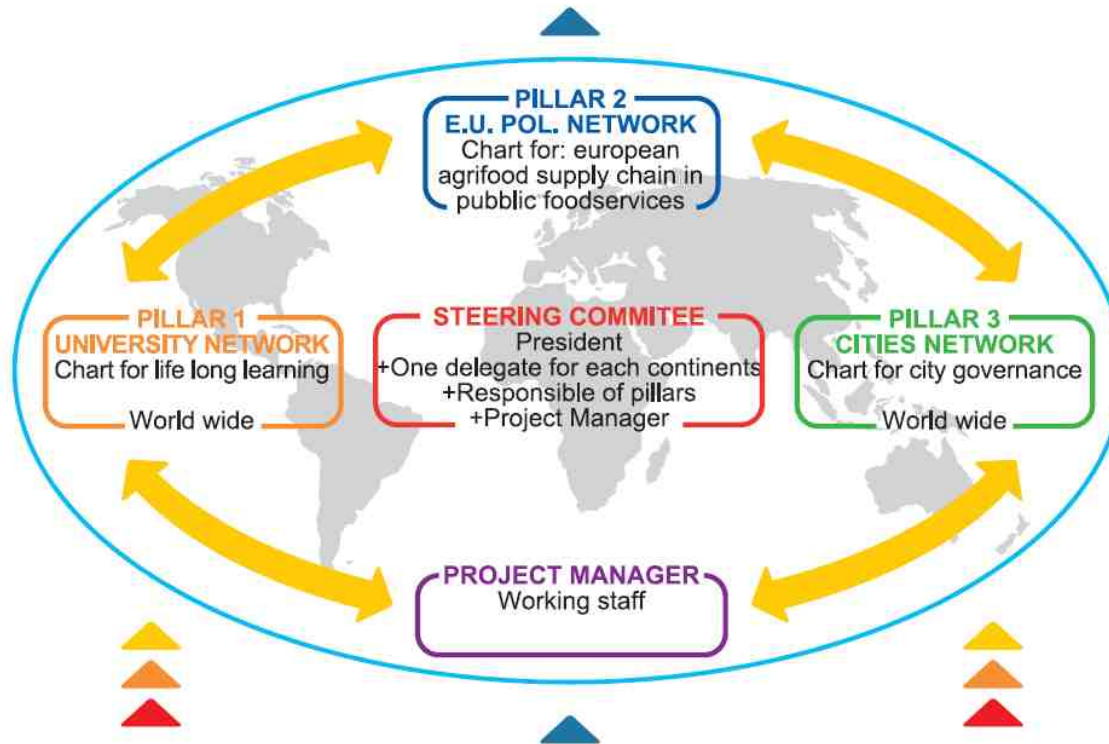 PILLAR 2
E.U. POL. NETWORK
Chart for: european
agrifood supply chain in
pubblic foodservices
PILLAR 1
UNIVERSITY NETWORK
Chart for life long learning
World wide
STEERING COMMITEE
President
+One delegate for each continents
+Responsible of pillars
+Project Manager
PILLAR 3
CITIES NETWORK
Chart for city governance
World wide
PROJECT MANAGER
Working staff